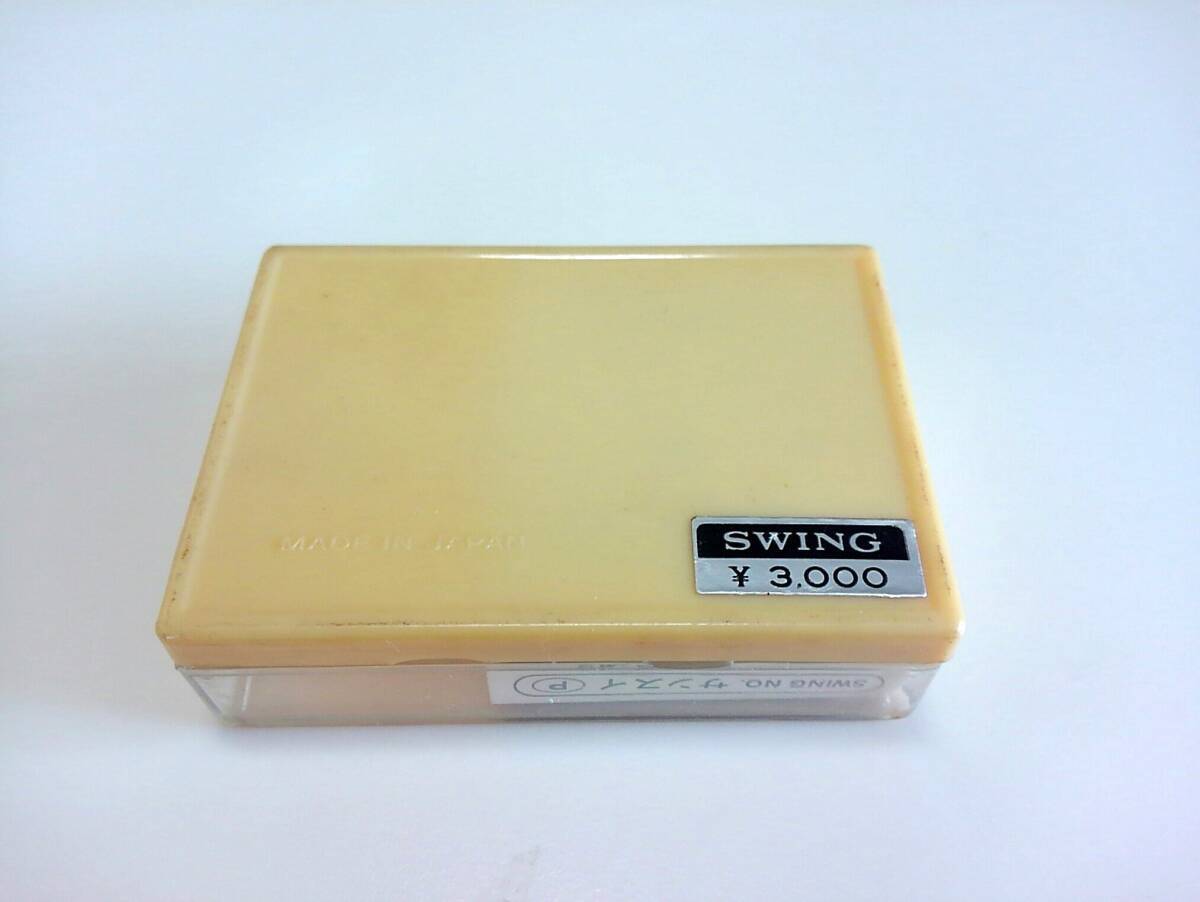 MADE IN JAPAN
SWING
¥ 3,000
SWING NO. サンスイ Ⓟ